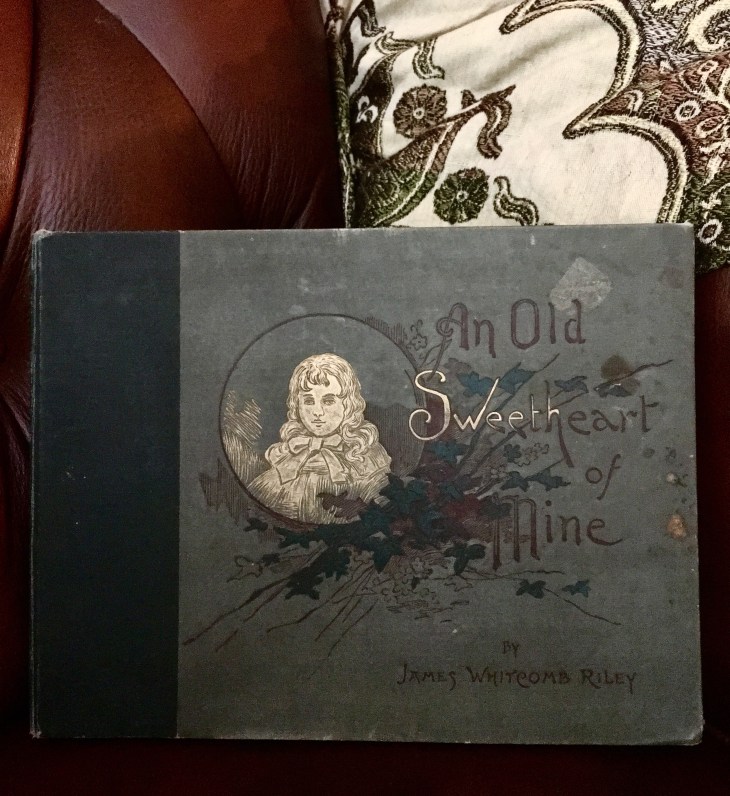 An Old
Sweetheart
of
Mine
BY
JAMES WHITCOMB RILEY